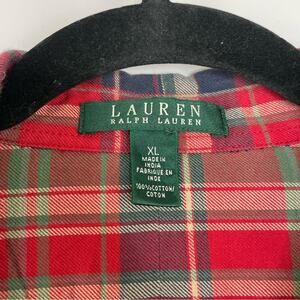 LAUREN
RALPH LAUREN
XL
MADE IN
INDIA
FABRIQUE EN
INDE
100% COTTON/
COTON